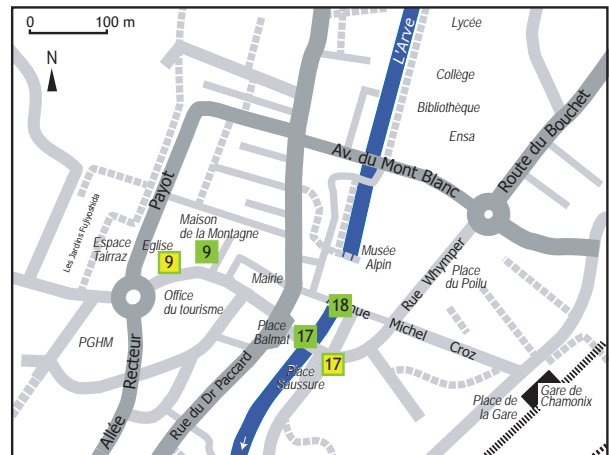 0 100 m
N
L'Arve
Lycée
Collège
Bibliothèque
Ensa
Route du Bouchet
Av. du Mont Blanc
Payot
Les Jardins Fujiyoshida
Maison
de la Montagne
Espace
Tairraz
Eglise
9
9
Musée
Alpin
Rue Whymper
Place
du Poilu
Mairie
Office
du tourisme
18
nue Michel Croz
PGHM
Place
Balmat
17
17
Place
Saussure
Rue du Dr Paccard
Allée Recteur
Place de
la Gare
Gare de
Chamonix